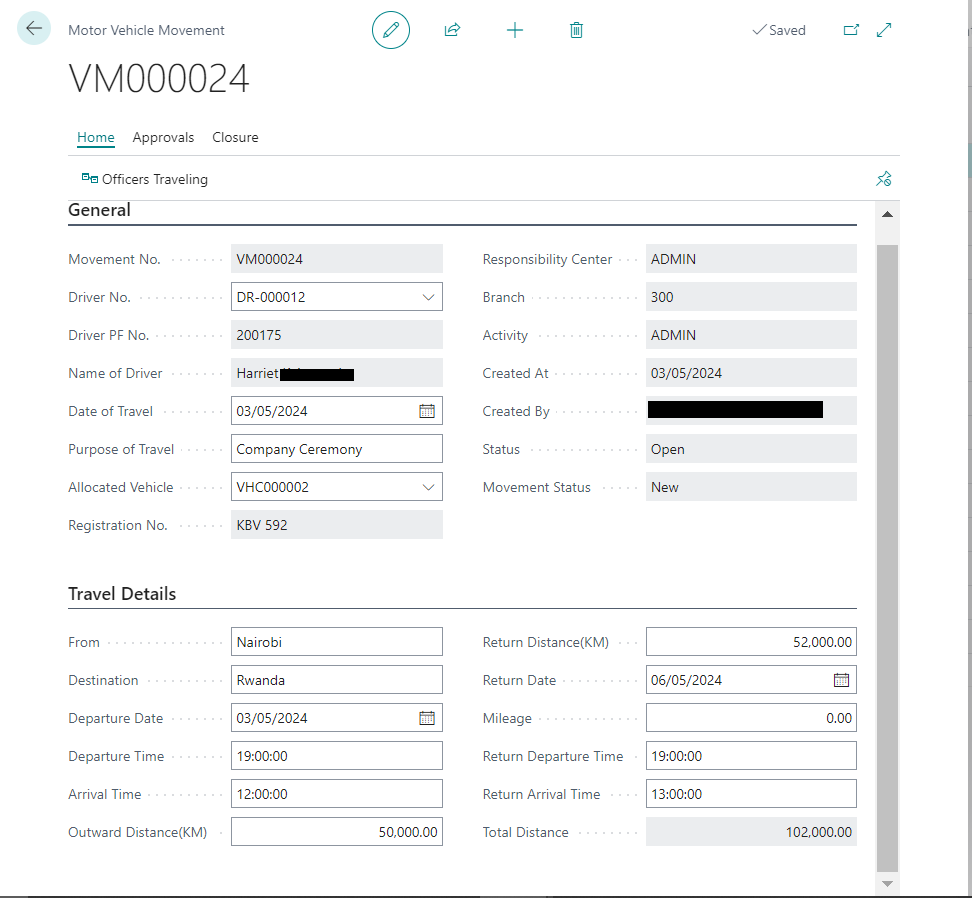 Motor Vehicle Movement
Saved
VM000024
Home Approvals Closure
Officers Traveling
General
Movement No. VM000024
Driver No. DR-000012
Driver PF No. 200175
Name of Driver Harriet
Date of Travel 03/05/2024
Purpose of Travel Company Ceremony
Allocated Vehicle VHC000002
Registration No. KBV 592
Responsibility Center ADMIN
Branch 300
Activity ADMIN
Created At 03/05/2024
Created By
Status Open
Movement Status New
Travel Details
From Nairobi
Destination Rwanda
Departure Date 03/05/2024
Departure Time 19:00:00
Arrival Time 12:00:00
Outward Distance(KM) 50,000.00
Return Distance(KM) 52,000.00
Return Date 06/05/2024
Mileage 0.00
Return Departure Time 19:00:00
Return Arrival Time 13:00:00
Total Distance 102,000.00